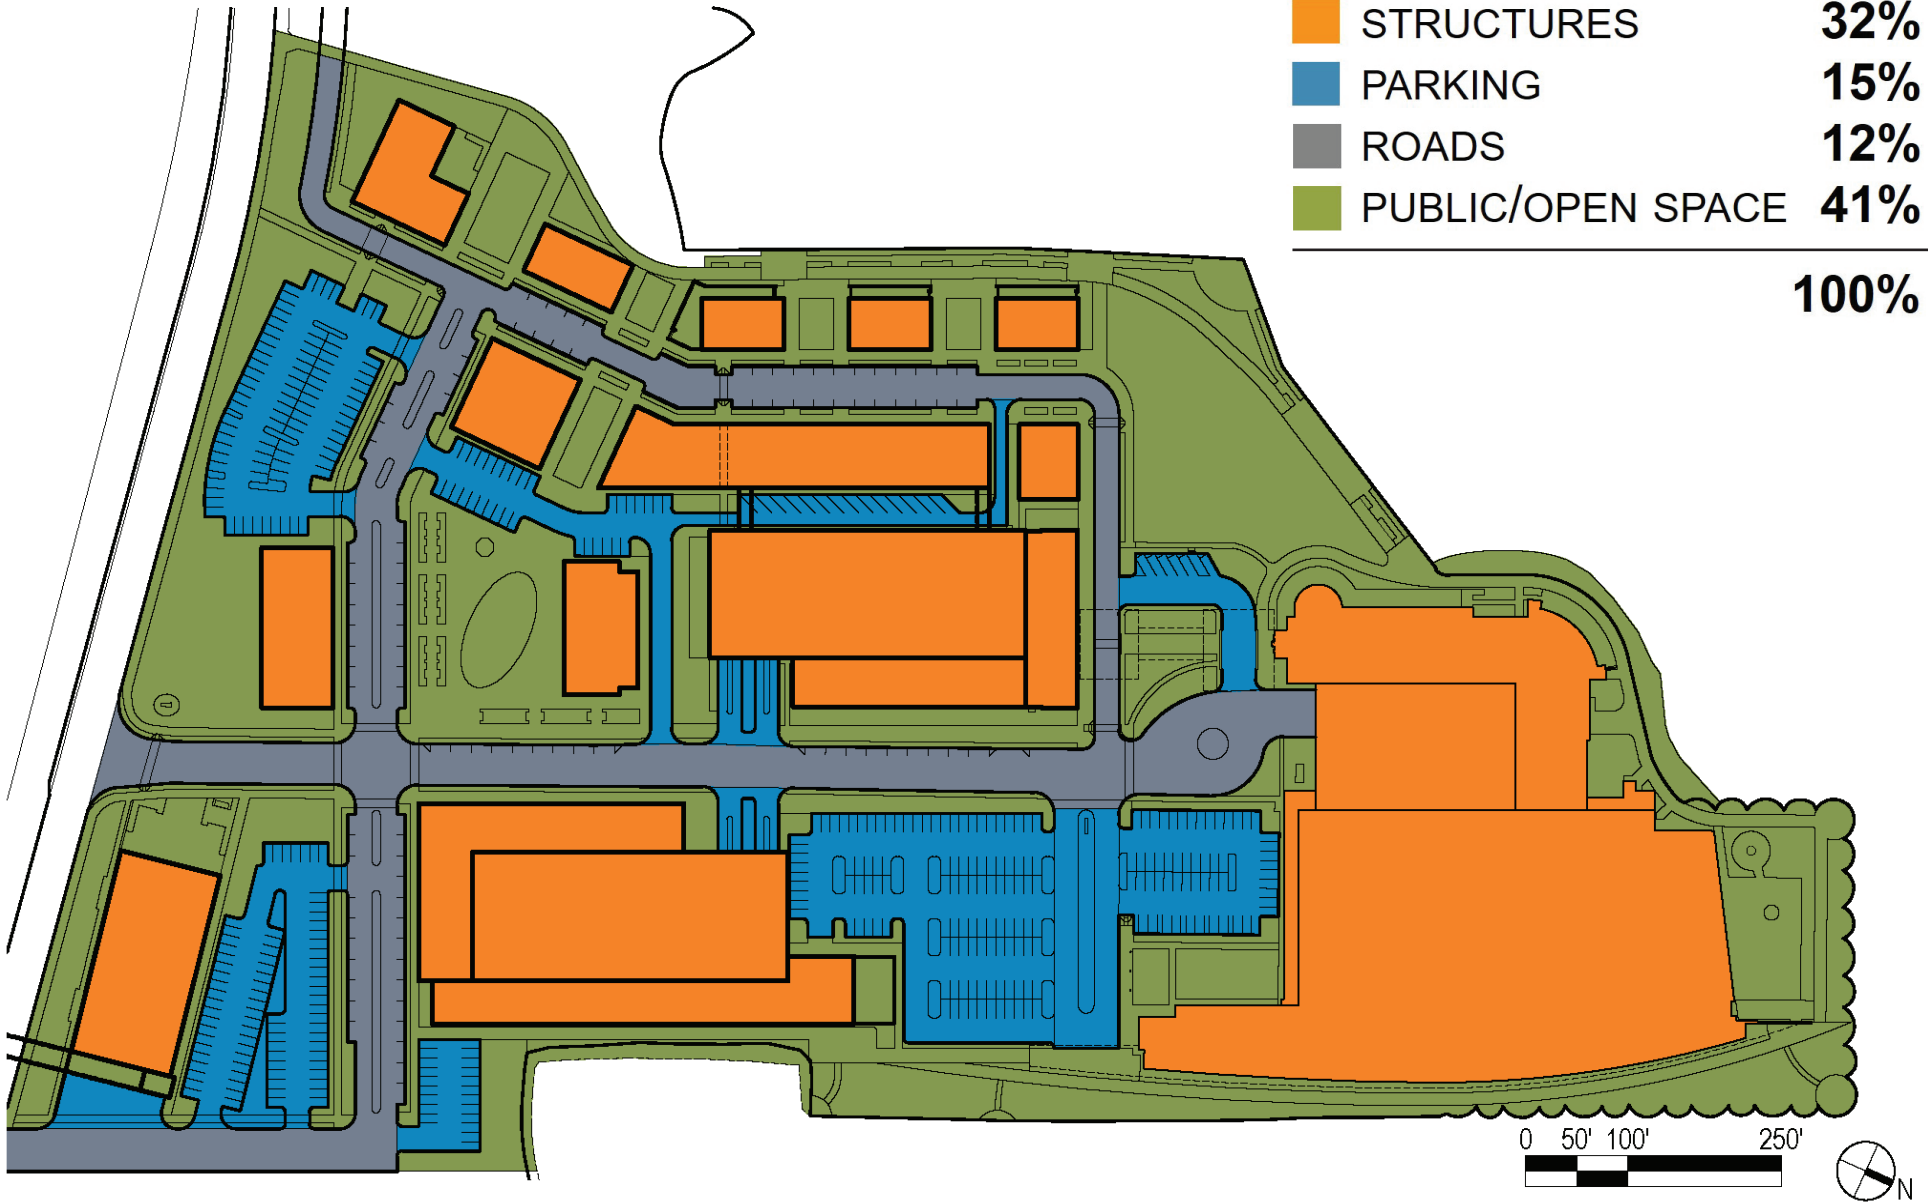 STRUCTURES 32%
PARKING 15%
ROADS 12%
PUBLIC/OPEN SPACE 41%
100%
0 50' 100' 250'
N